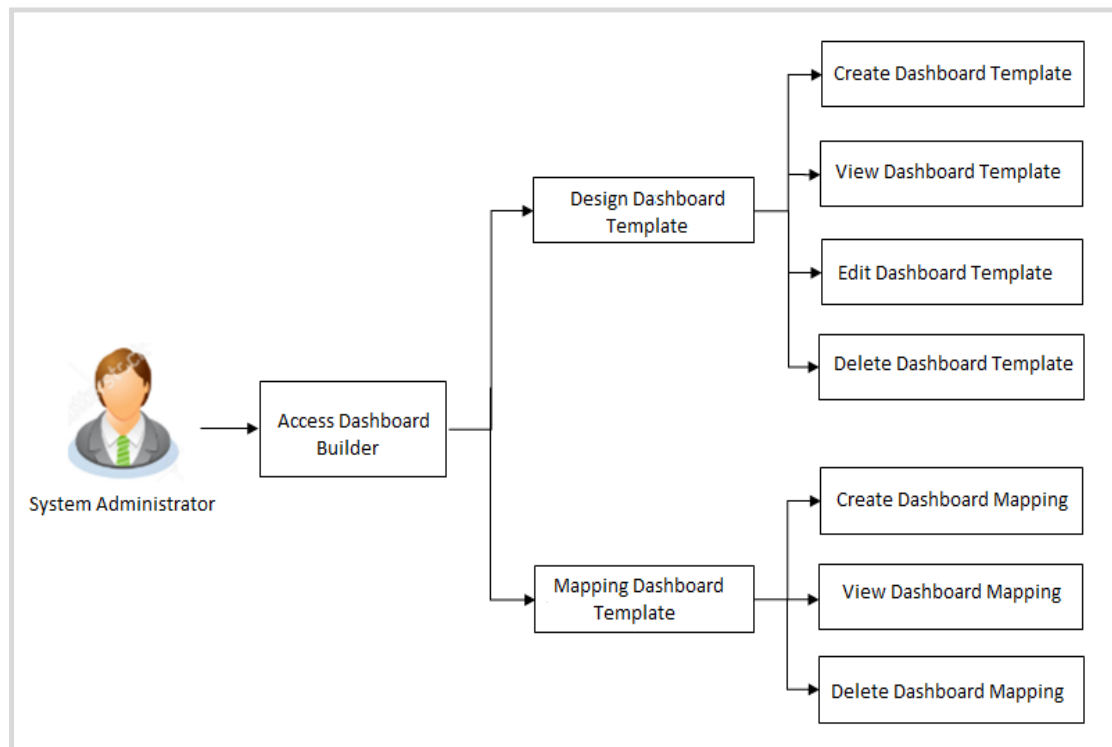 Create Dashboard Template
View Dashboard Template
Design Dashboard
Template
Edit Dashboard Template
Delete Dashboard Template
Access Dashboard
Builder
System Administrator
Create Dashboard Mapping
Mapping Dashboard
Template
View Dashboard Mapping
Delete Dashboard Mapping